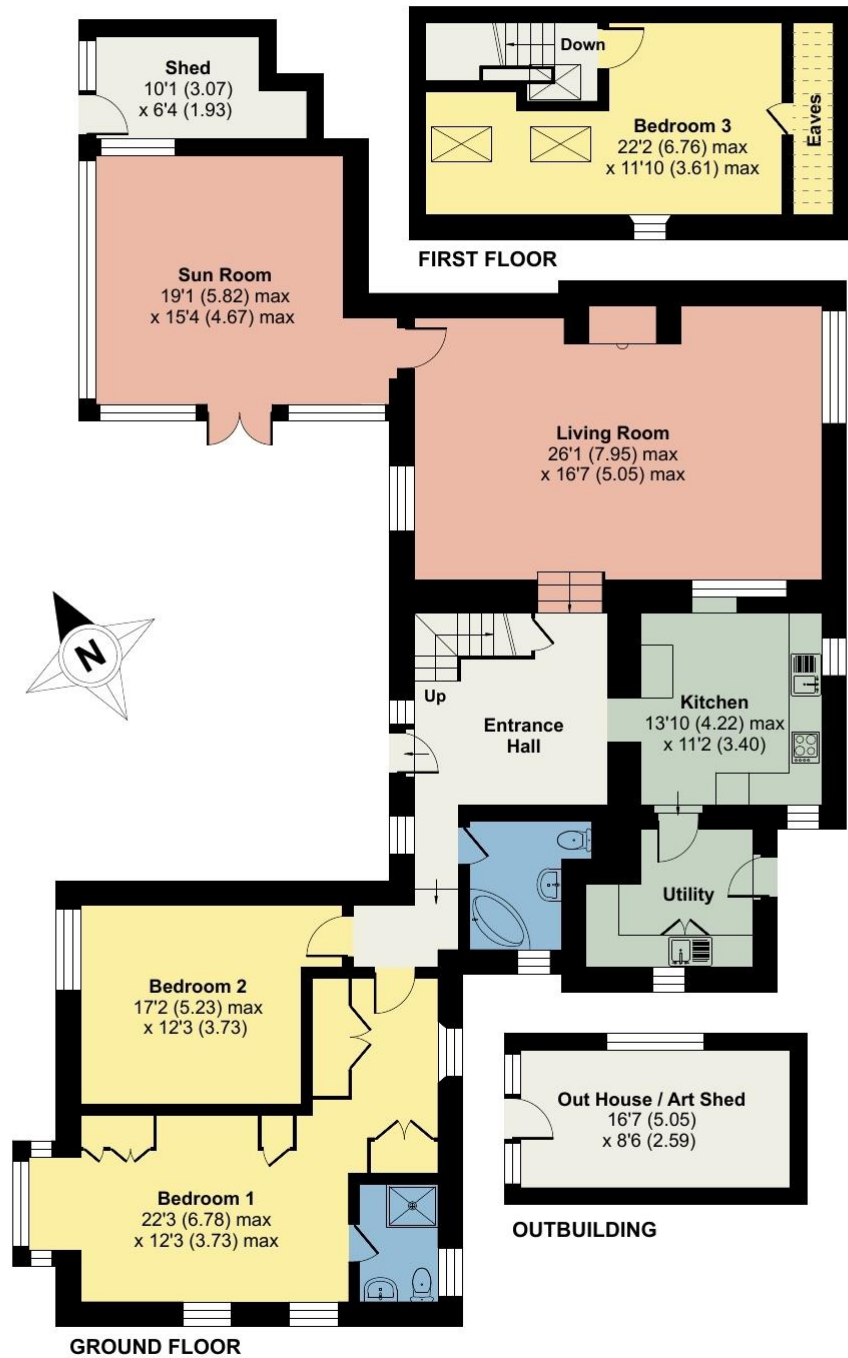 Shed
10'1 (3.07)
x 6'4 (1.93)
Down
Bedroom 3
22'2 (6.76) max
x 11'10 (3.61) max
Eaves
FIRST FLOOR
Sun Room
19'1 (5.82) max
x 15'4 (4.67) max
Living Room
26'1 (7.95) max
x 16'7 (5.05) max
N
Up
Entrance
Hall
Kitchen
13'10 (4.22) max
x 11'2 (3.40)
Utility
Bedroom 2
17'2 (5.23) max
x 12'3 (3.73)
Out House / Art Shed
16'7 (5.05)
x 8'6 (2.59)
OUTBUILDING
Bedroom 1
22'3 (6.78) max
x 12'3 (3.73) max
GROUND FLOOR